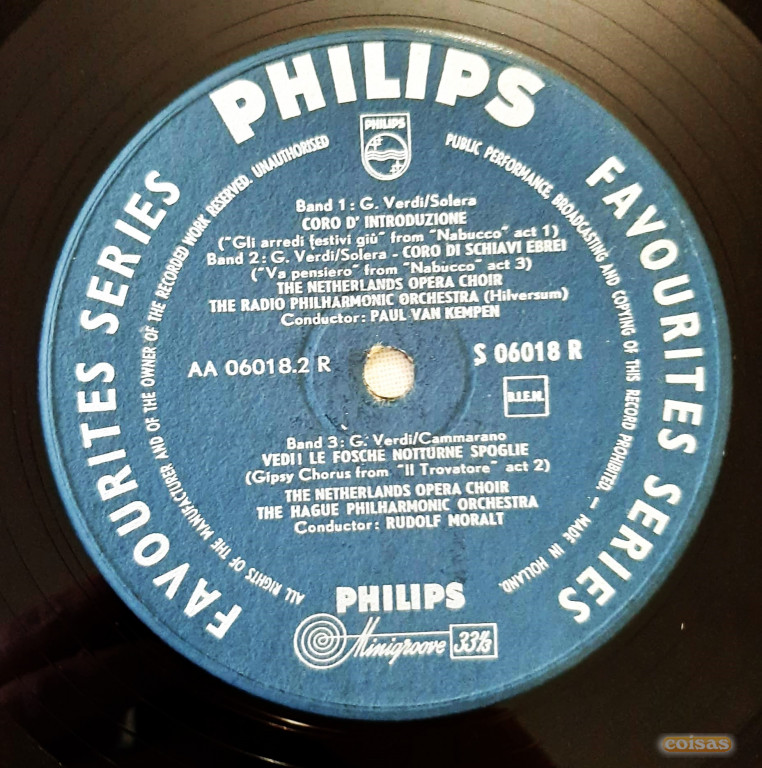 PHILIPS
FAVOURITES SERIES
FAVOURITES SERIES
ALL RIGHTS OF THE MANUFACTURER AND OF THE OWNER OF THE RECORDED WORK RESERVED. UNAUTHORISED PUBLIC PERFORMANCE, BROADCASTING AND COPYING OF THIS RECORD PROHIBITED. — MADE IN HOLLAND.
PHILIPS
Band 1 : G. Verdi/Solera
CORO D' INTRODUZIONE
("Gli arredi festivi giù" from "Nabucco" act 1)
Band 2 : G. Verdi/Solera - CORO DI SCHIAVI EBREI
("Va pensiero" from "Nabucco" act 3)
THE NETHERLANDS OPERA CHOIR
THE RADIO PHILHARMONIC ORCHESTRA (Hilversum)
Conductor : PAUL VAN KEMPEN
AA 06018.2 R
S 06018 R
B.I.E.M.
Band 3 : G. Verdi/Cammarano
VEDI! LE FOSCHE NOTTURNE SPOGLIE
(Gipsy Chorus from "Il Trovatore" act 2)
THE NETHERLANDS OPERA CHOIR
THE HAGUE PHILHARMONIC ORCHESTRA
Conductor : RUDOLF MORALT
PHILIPS
Minigroove 33⅓
coisas